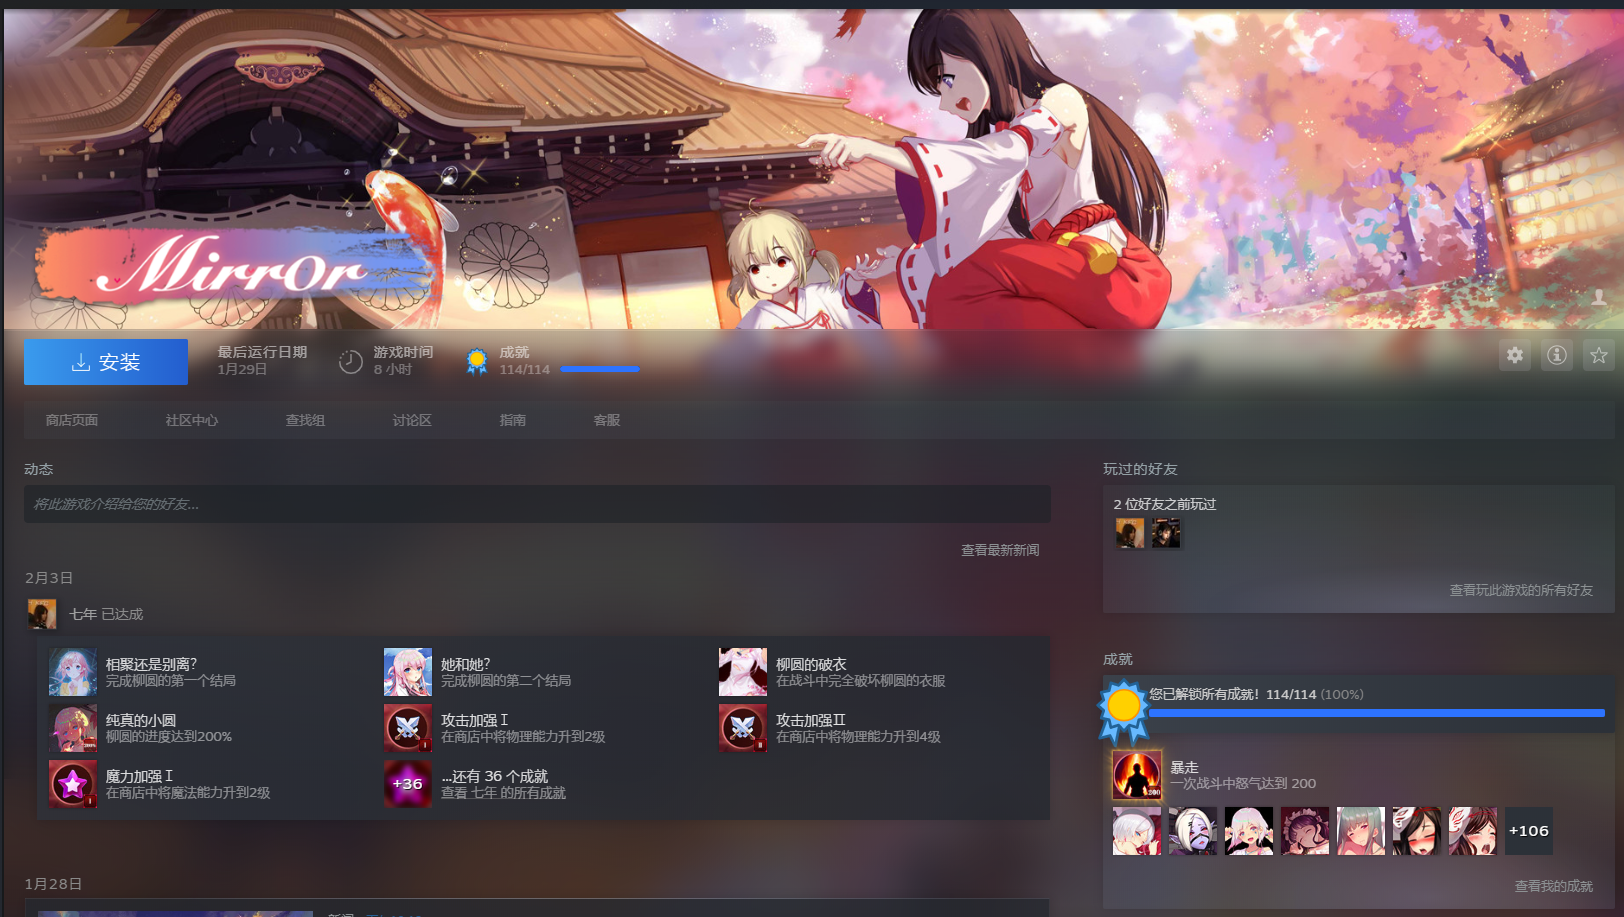 Mirror
安装
最后运行日期
1月29日
游戏时间
8 小时
成就
114/114
商店页面
社区中心
查找组
讨论区
指南
客服
动态
将此游戏介绍给您的好友...
查看最新新闻
2月3日
七年 已达成
相聚还是别离?
完成柳圆的第一个结局
她和她?
完成柳圆的第二个结局
柳圆的破衣
在战斗中完全破坏柳圆的衣服
纯真的小圆
柳圆的进度达到200%
攻击加强 I
在商店中将物理能力升到2级
攻击加强II
在商店中将物理能力升到4级
魔力加强 I
在商店中将魔法能力升到2级
+36
...还有 36 个成就
查看 七年 的所有成就
1月28日
玩过的好友
2 位好友之前玩过
查看玩此游戏的所有好友
成就
您已解锁所有成就! 114/114 (100%)
暴走
一次战斗中怒气达到 200
+106
查看我的成就